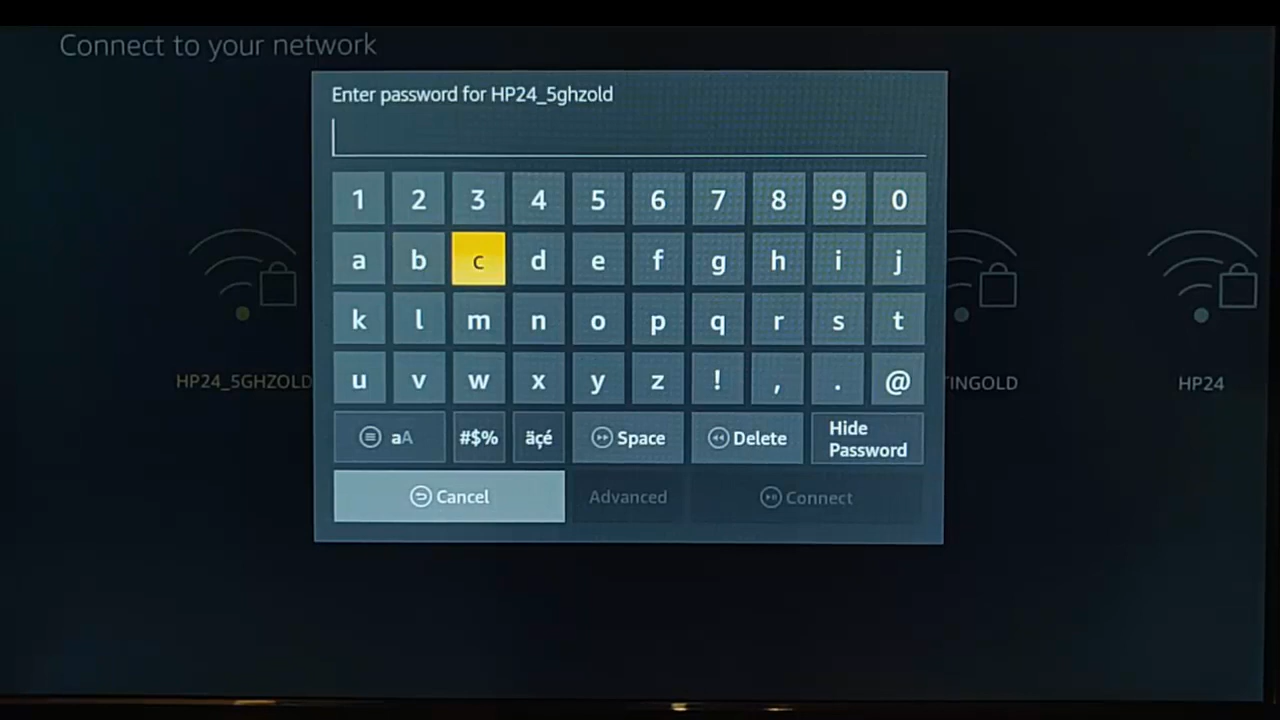 Connect to your network
Enter password for HP24_5ghzold
1 2 3 4 5 6 7 8 9 0
a b c d e f g h i j
k l m n o p q r s t
u v w x y z ! , . @
aA #$% äçé Space Delete Hide Password
Cancel Advanced Connect
HP24_5GHZOLD
TINGOLD
HP24